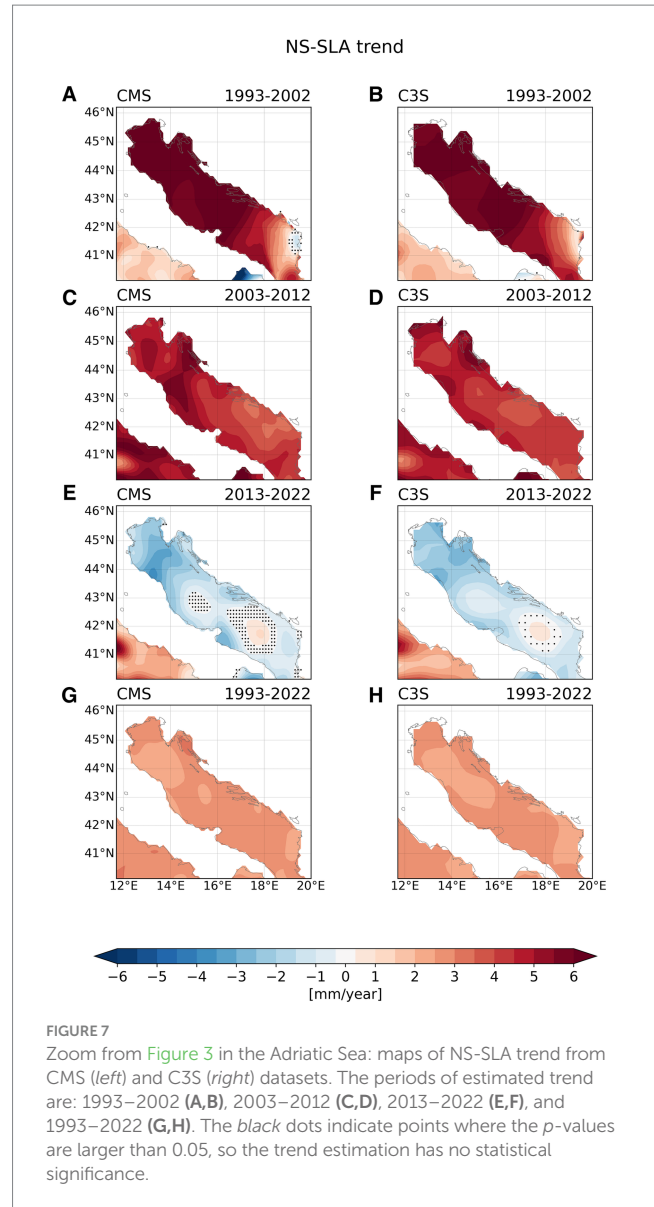 NS-SLA trend
A CMS 1993-2002
B C3S 1993-2002
46°N
45°N
44°N
43°N
42°N
41°N
C CMS 2003-2012
D C3S 2003-2012
46°N
45°N
44°N
43°N
42°N
41°N
E CMS 2013-2022
F C3S 2013-2022
46°N
45°N
44°N
43°N
42°N
41°N
G CMS 1993-2022
H C3S 1993-2022
46°N
45°N
44°N
43°N
42°N
41°N
12°E 14°E 16°E 18°E 20°E 12°E 14°E 16°E 18°E 20°E
−6 −5 −4 −3 −2 −1 0 1 2 3 4 5 6
[mm/year]
FIGURE 7
Zoom from Figure 3 in the Adriatic Sea: maps of NS-SLA trend from
CMS (left) and C3S (right) datasets. The periods of estimated trend
are: 1993–2002 (A,B), 2003–2012 (C,D), 2013–2022 (E,F), and
1993–2022 (G,H). The black dots indicate points where the p-values
are larger than 0.05, so the trend estimation has no statistical
significance.